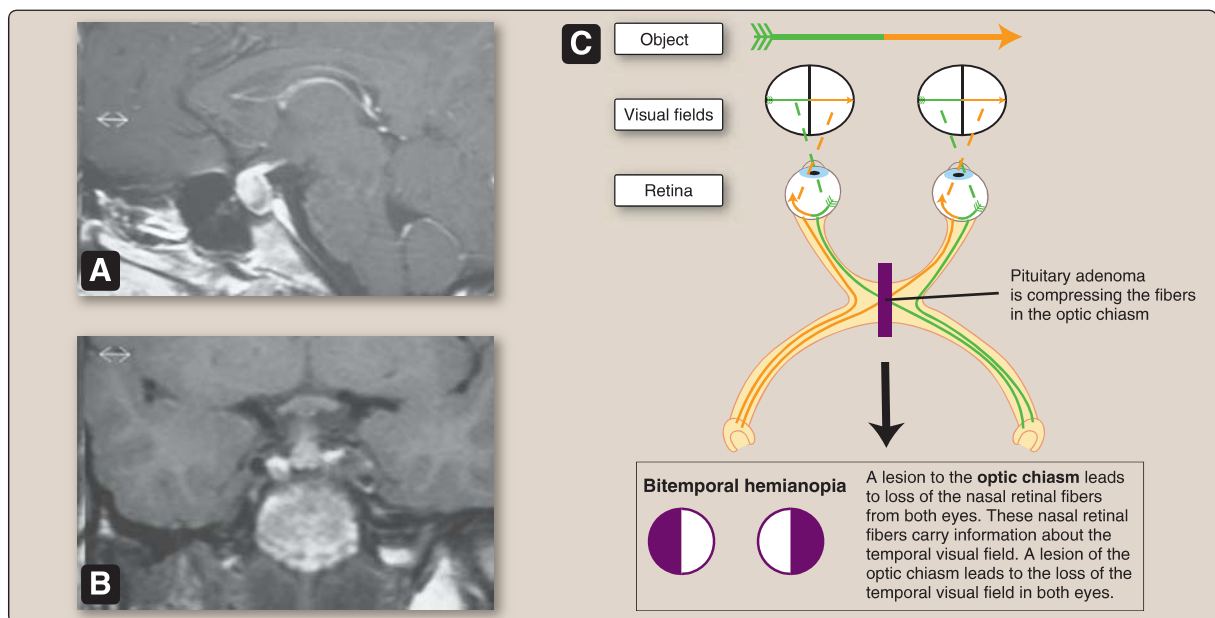 A
B
C
Object
Visual fields
Retina
Pituitary adenoma
is compressing the fibers
in the optic chiasm
Bitemporal hemianopia
A lesion to the optic chiasm leads
to loss of the nasal retinal fibers
from both eyes. These nasal retinal
fibers carry information about the
temporal visual field. A lesion of the
optic chiasm leads to the loss of the
temporal visual field in both eyes.